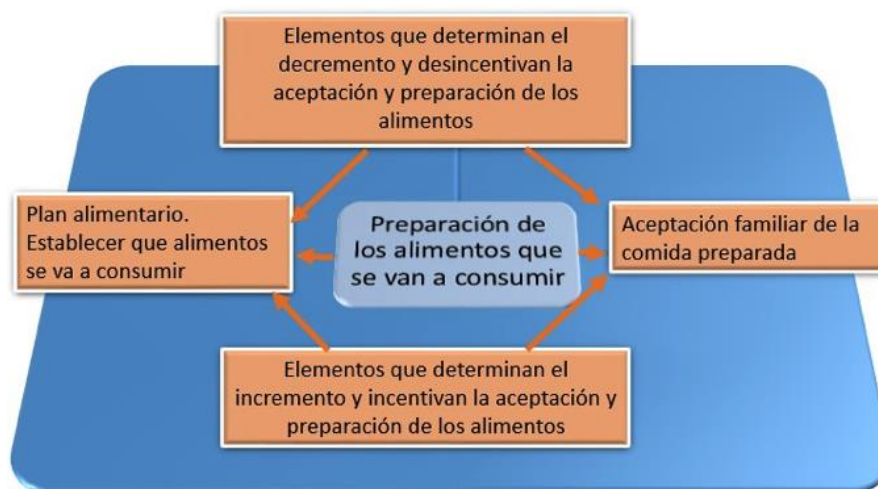 Elementos que determinan el
decremento y desincentivan la
aceptación y preparación de los
alimentos
Plan alimentario.
Establecer que alimentos
se va a consumir
Preparación de
los alimentos que
se van a consumir
Aceptación familiar de la
comida preparada
Elementos que determinan el
incremento y incentivan la aceptación y
preparación de los alimentos